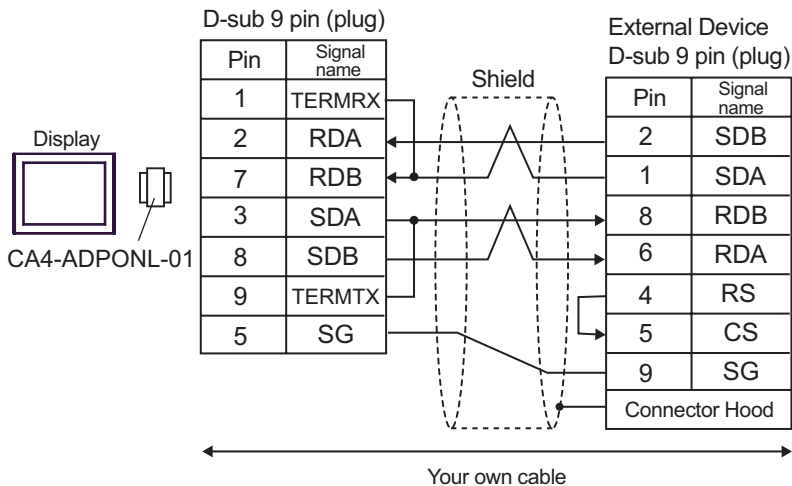 D-sub 9 pin (plug)
Pin Signal name
1 TERMRX
2 RDA
7 RDB
3 SDA
8 SDB
9 TERMTX
5 SG
Display
CA4-ADPONL-01
Shield
External Device
D-sub 9 pin (plug)
Pin Signal name
2 SDB
1 SDA
8 RDB
6 RDA
4 RS
5 CS
9 SG
Connector Hood
Your own cable